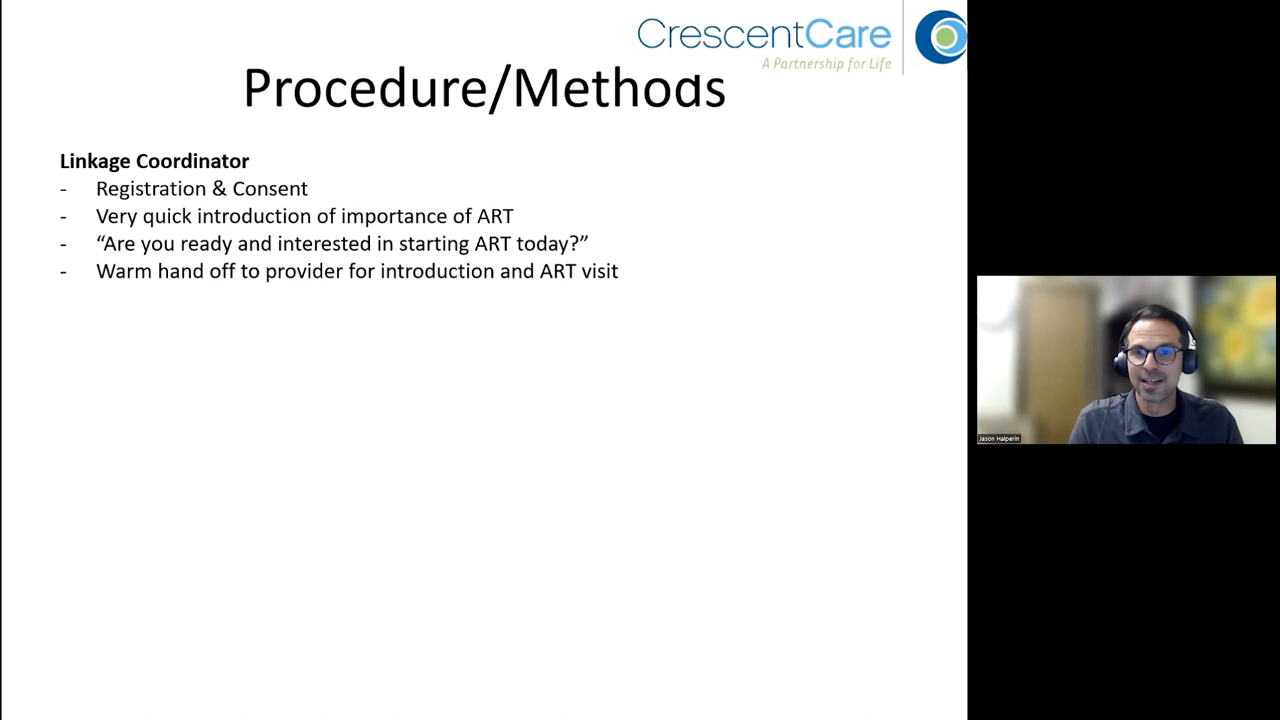 CrescentCare
A Partnership for Life
Procedure/Methods
Linkage Coordinator
- Registration & Consent
- Very quick introduction of importance of ART
- “Are you ready and interested in starting ART today?”
- Warm hand off to provider for introduction and ART visit
Jason Halperin